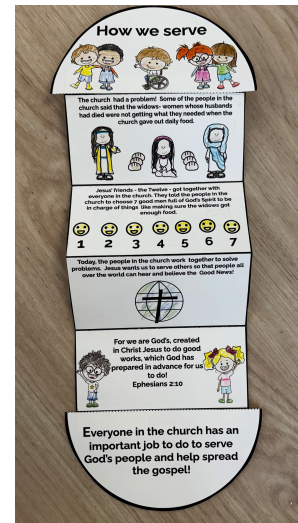 How we serve
The church had a problem! Some of the people in the
church said that the widows- women whose husbands
had died were not getting what they needed when the
church gave out daily food.
Jesus' friends - the Twelve - got together with
everyone in the church. They told the people in the
church to choose 7 good men full of God's Spirit to be
in charge of things like making sure the widows got
enough food.
1 2 3 4 5 6 7
Today, the people in the church work together to solve
problems. Jesus wants us to serve others so that people all
over the world can hear and believe the Good News!
For we are God's, created
in Christ Jesus to do good
works, which God has
prepared in advance for us
to do!
Ephesians 2:10
Everyone in the church has an
important job to do to serve
God's people and help spread
the gospel!